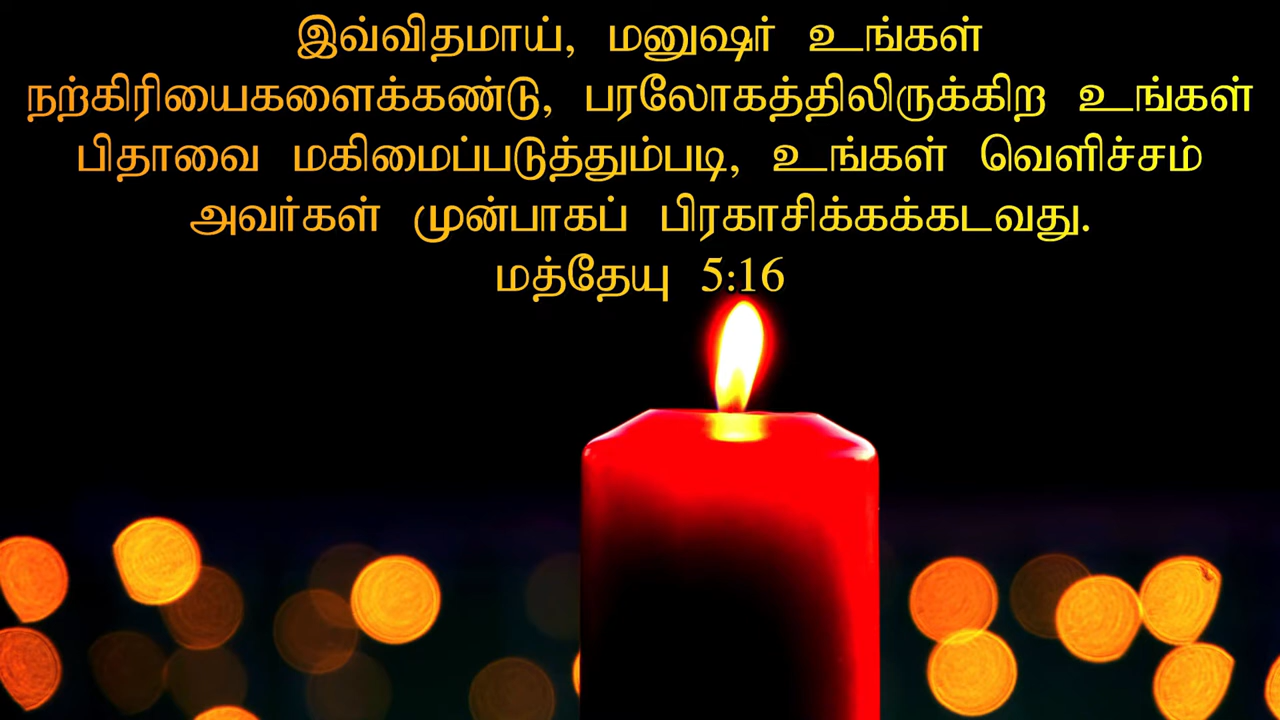 இவ்விதமாய், மனுஷர் உங்கள்
நற்கிரியைகளைக்கண்டு, பரலோகத்திலிருக்கிற உங்கள்
பிதாவை மகிமைப்படுத்தும்படி, உங்கள் வெளிச்சம்
அவர்கள் முன்பாகப் பிரகாசிக்கக்கடவது.
மத்தேயு 5:16